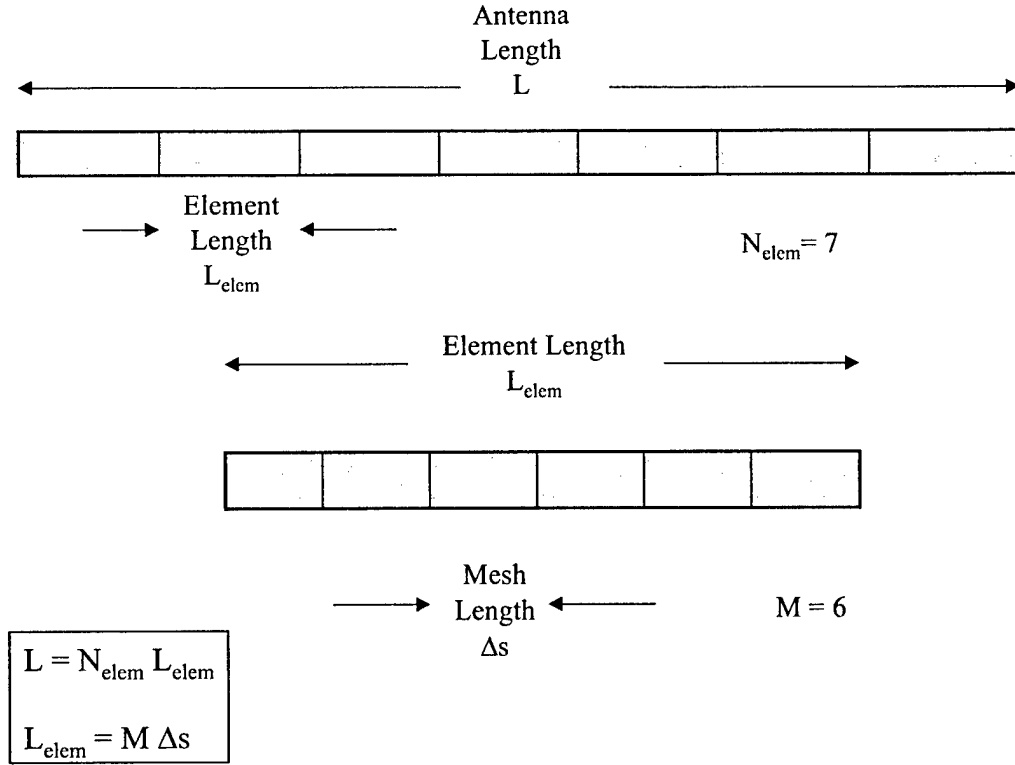 Antenna
Length
L
Element
Length
L_elem
N_elem = 7
Element Length
L_elem
Mesh
Length
Δs
M = 6
L = N_elem L_elem
L_elem = M Δs